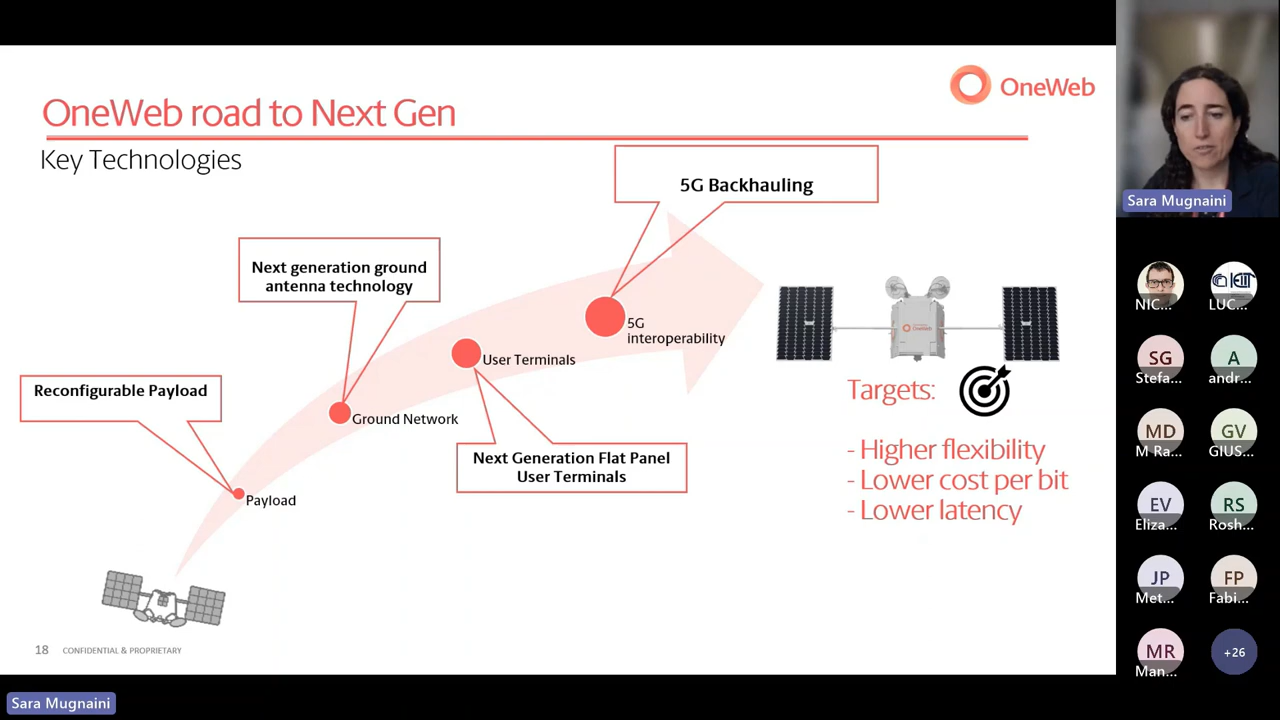 OneWeb road to Next Gen
OneWeb
Key Technologies
5G Backhauling
Next generation ground
antenna technology
5G
interoperability
User Terminals
Reconfigurable Payload
Ground Network
Next Generation Flat Panel
User Terminals
Payload
OneWeb
Targets:
- Higher flexibility
- Lower cost per bit
- Lower latency
18
CONFIDENTIAL & PROPRIETARY
Sara Mugnaini
Sara Mugnaini
NIC...
LUC...
SG
Stefa...
A
andr...
MD
M Ra...
GV
GIUS...
EV
Eliza...
RS
Rosh...
JP
Met...
FP
Fabi...
MR
Man...
+26